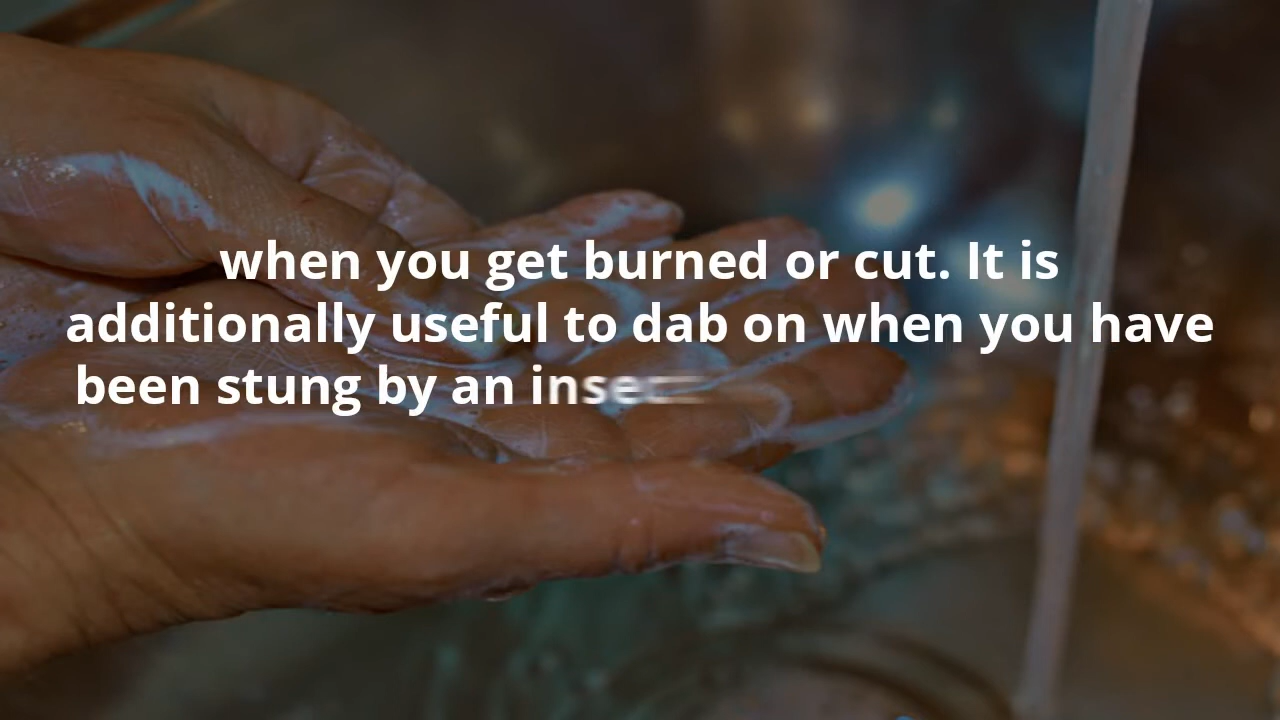 when you get burned or cut. It is
additionally useful to dab on when you have
been stung by an